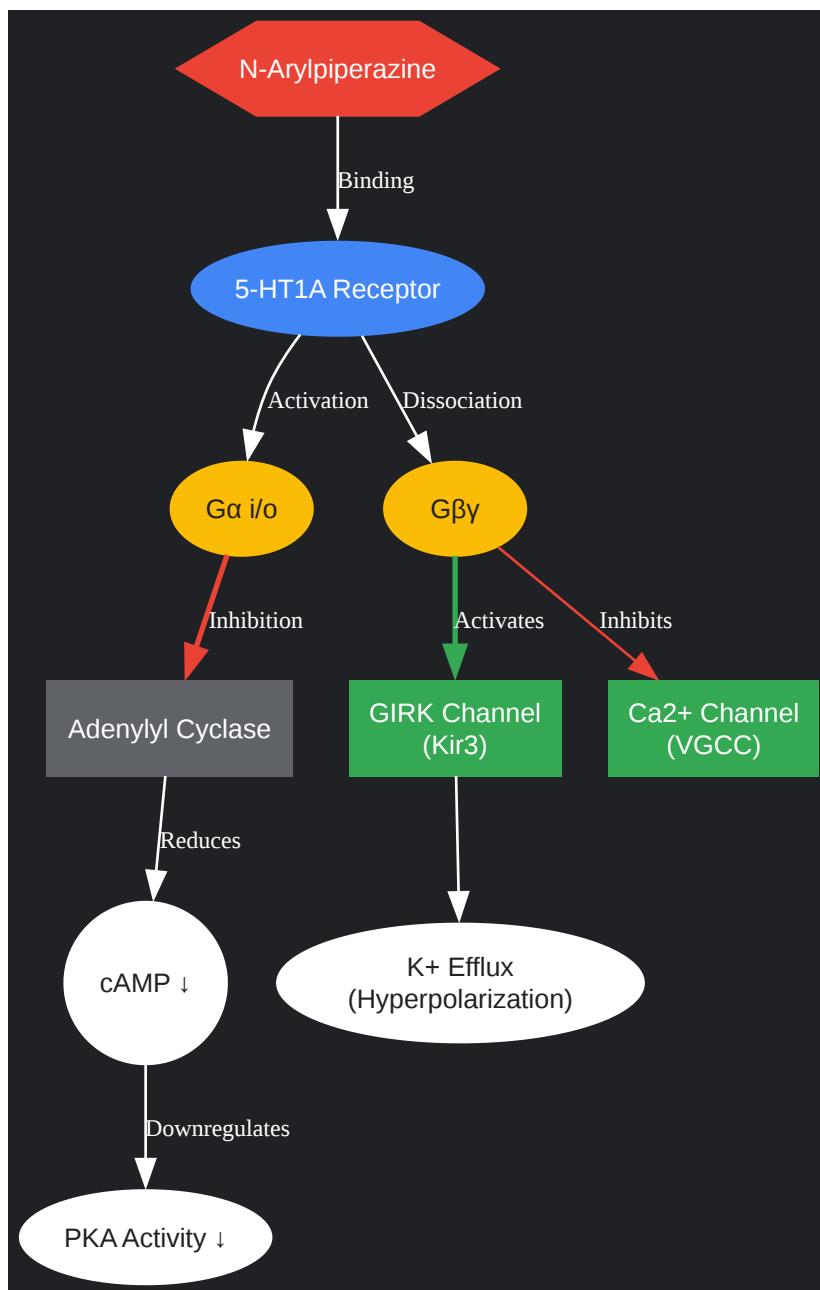 N-Arylpiperazine
Binding
5-HT1A Receptor
Activation
Dissociation
Gα i/o
Gβγ
Inhibition
Activates
Inhibits
Adenylyl Cyclase
GIRK Channel
(Kir3)
Ca2+ Channel
(VGCC)
Reduces
cAMP ↓
K+ Efflux
(Hyperpolarization)
Downregulates
PKA Activity ↓